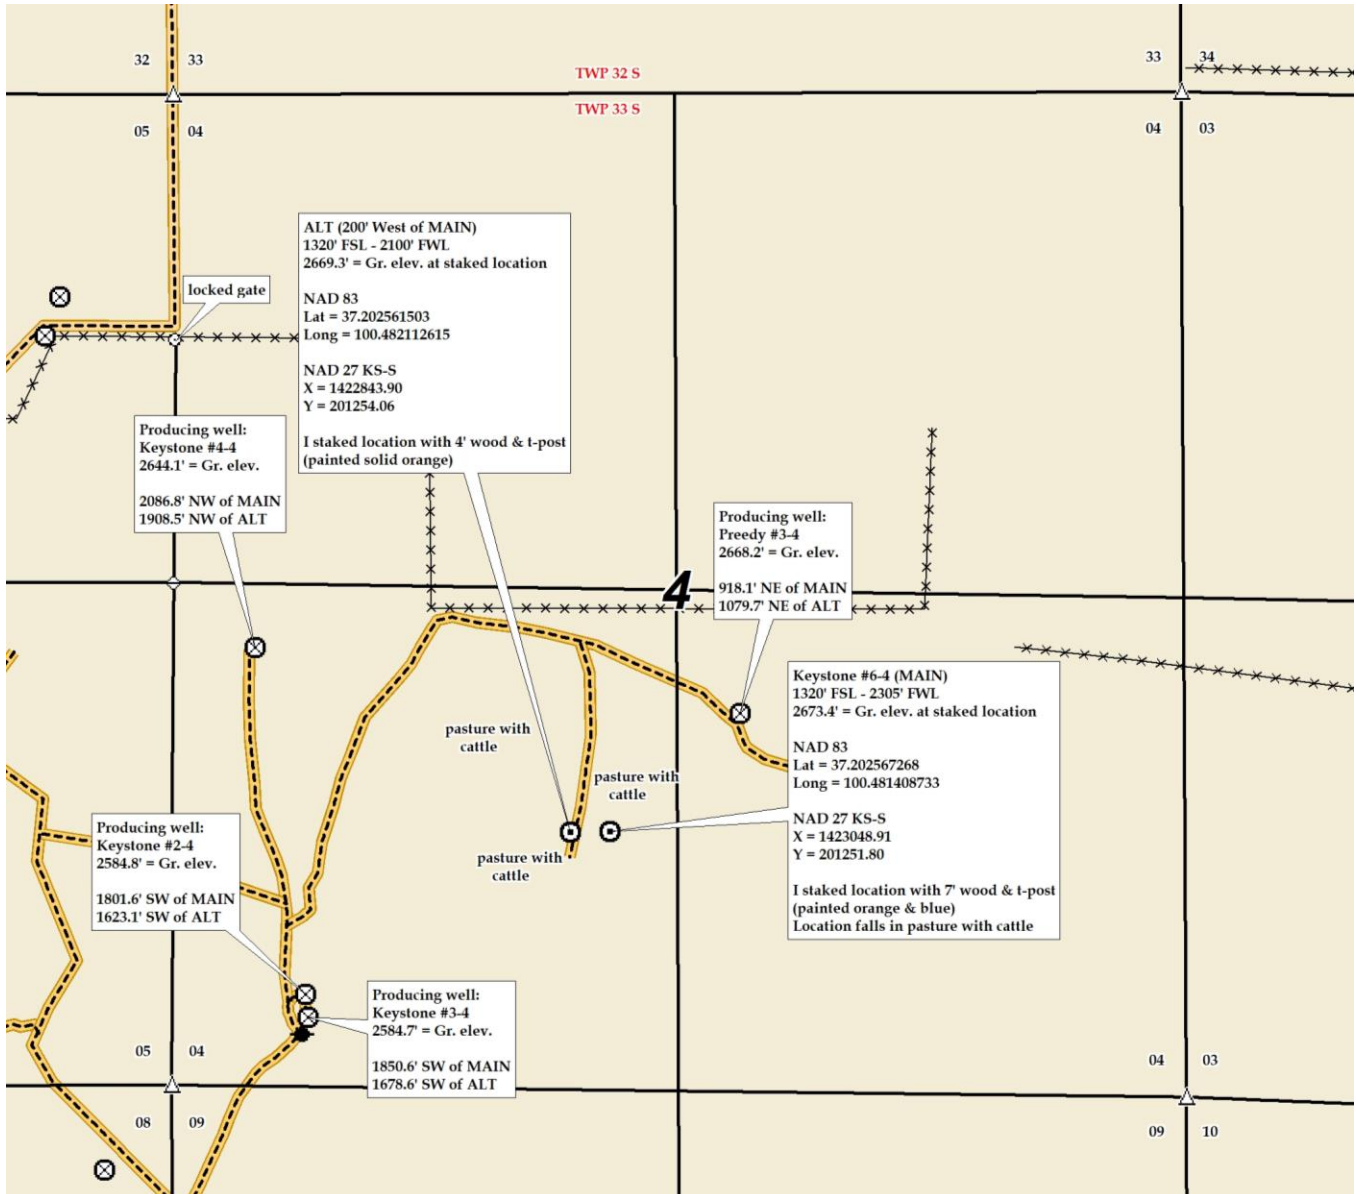 32
33
TWP 32 S
33
34
TWP 33 S
05
04
04
03
ALT (200' West of MAIN)
1320' FSL - 2100' FWL
2669.3' = Gr. elev. at staked location
NAD 83
Lat = 37.202561503
Long = 100.482112615
NAD 27 KS-S
X = 1422843.90
Y = 201254.06
I staked location with 4' wood & t-post
(painted solid orange)
locked gate
Producing well:
Keystone #4-4
2644.1' = Gr. elev.
2086.8' NW of MAIN
1908.5' NW of ALT
Producing well:
Preedy #3-4
2668.2' = Gr. elev.
918.1' NE of MAIN
1079.7' NE of ALT
4
Keystone #6-4 (MAIN)
1320' FSL - 2305' FWL
2673.4' = Gr. elev. at staked location
NAD 83
Lat = 37.202567268
Long = 100.481408733
NAD 27 KS-S
X = 1423048.91
Y = 201251.80
I staked location with 7' wood & t-post
(painted orange & blue)
Location falls in pasture with cattle
pasture with
cattle
pasture with
cattle
pasture with
cattle
Producing well:
Keystone #2-4
2584.8' = Gr. elev.
1801.6' SW of MAIN
1623.1' SW of ALT
Producing well:
Keystone #3-4
2584.7' = Gr. elev.
1850.6' SW of MAIN
1678.6' SW of ALT
05
04
04
03
08
09
09
10